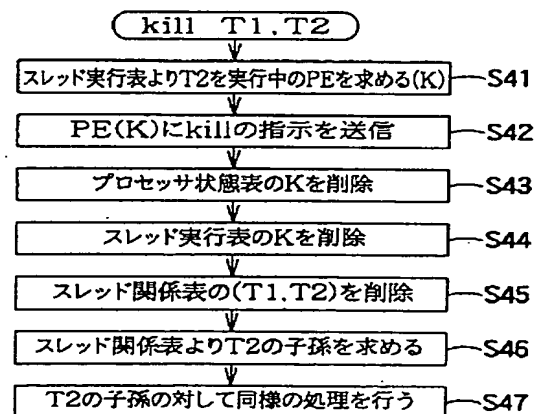 kill T1.T2
スレッド実行表よりT2を実行中のPEを求める(K) S41
PE(K)にkillの指示を送信 S42
プロセッサ状態表のKを削除 S43
スレッド実行表のKを削除 S44
スレッド関係表の(T1.T2)を削除 S45
スレッド関係表よりT2の子孫を求める S46
T2の子孫の対して同様の処理を行う S47